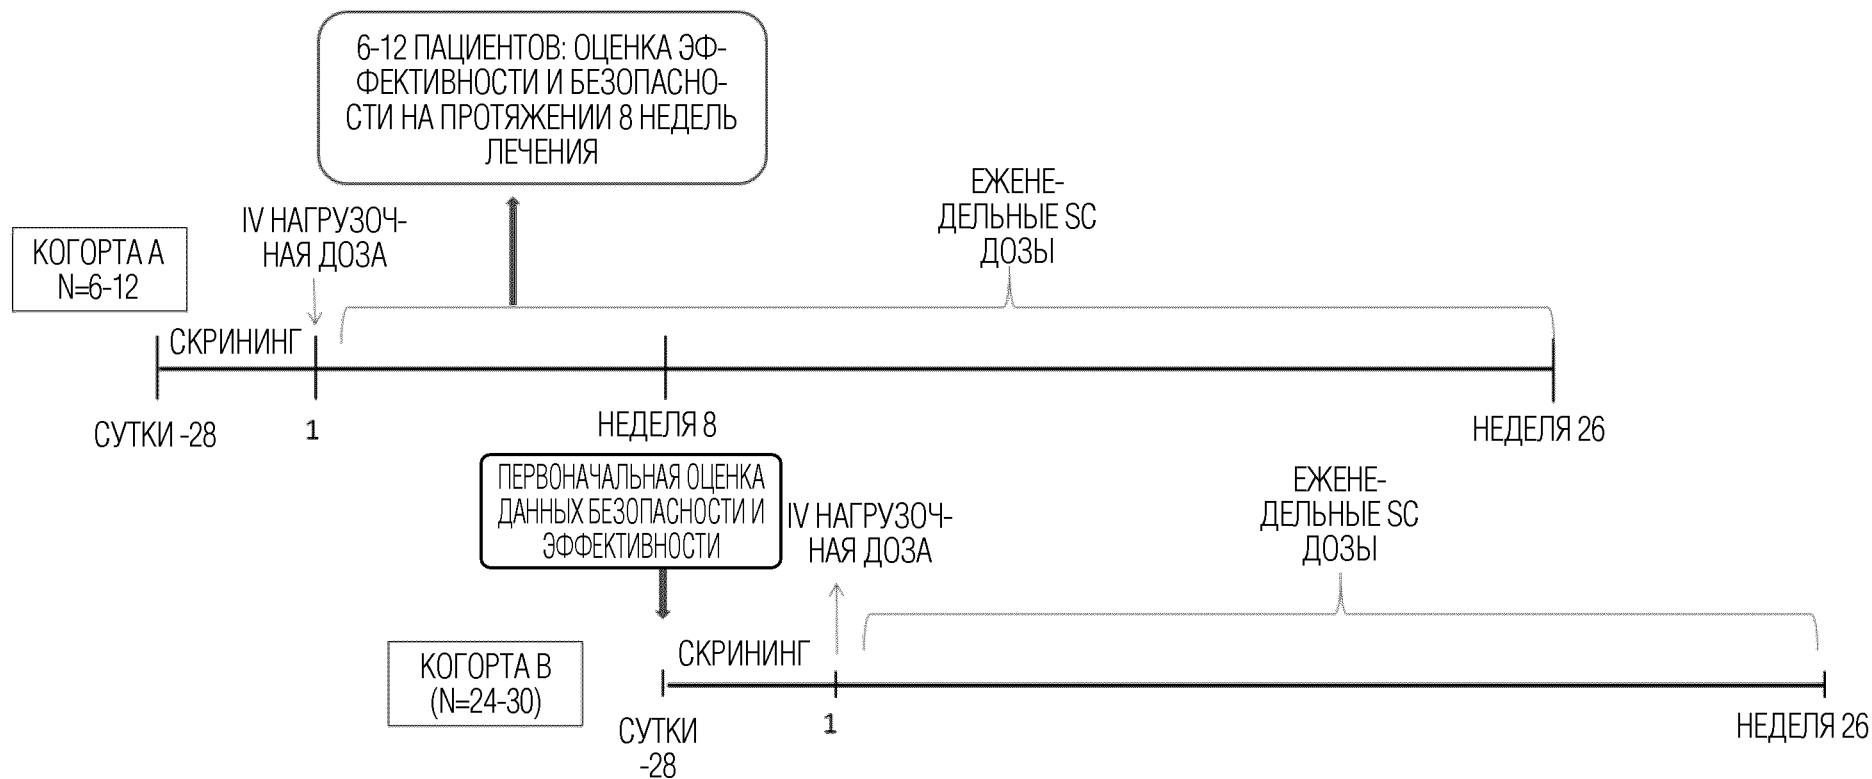 6-12 ПАЦИЕНТОВ: ОЦЕНКА ЭФ-
ФЕКТИВНОСТИ И БЕЗОПАСНО-
СТИ НА ПРОТЯЖЕНИИ 8 НЕДЕЛЬ
ЛЕЧЕНИЯ
КОГОРТА А
N=6-12
IV НАГРУЗОЧ-
НАЯ ДОЗА
ЕЖЕНЕ-
ДЕЛЬНЫЕ SC
ДОЗЫ
СКРИНИНГ
СУТКИ -28
1
НЕДЕЛЯ 8
НЕДЕЛЯ 26
ПЕРВОНАЧАЛЬНАЯ ОЦЕНКА
ДАННЫХ БЕЗОПАСНОСТИ И
ЭФФЕКТИВНОСТИ
IV НАГРУЗОЧ-
НАЯ ДОЗА
ЕЖЕНЕ-
ДЕЛЬНЫЕ SC
ДОЗЫ
КОГОРТА В
(N=24-30)
СКРИНИНГ
СУТКИ
-28
1
НЕДЕЛЯ 26